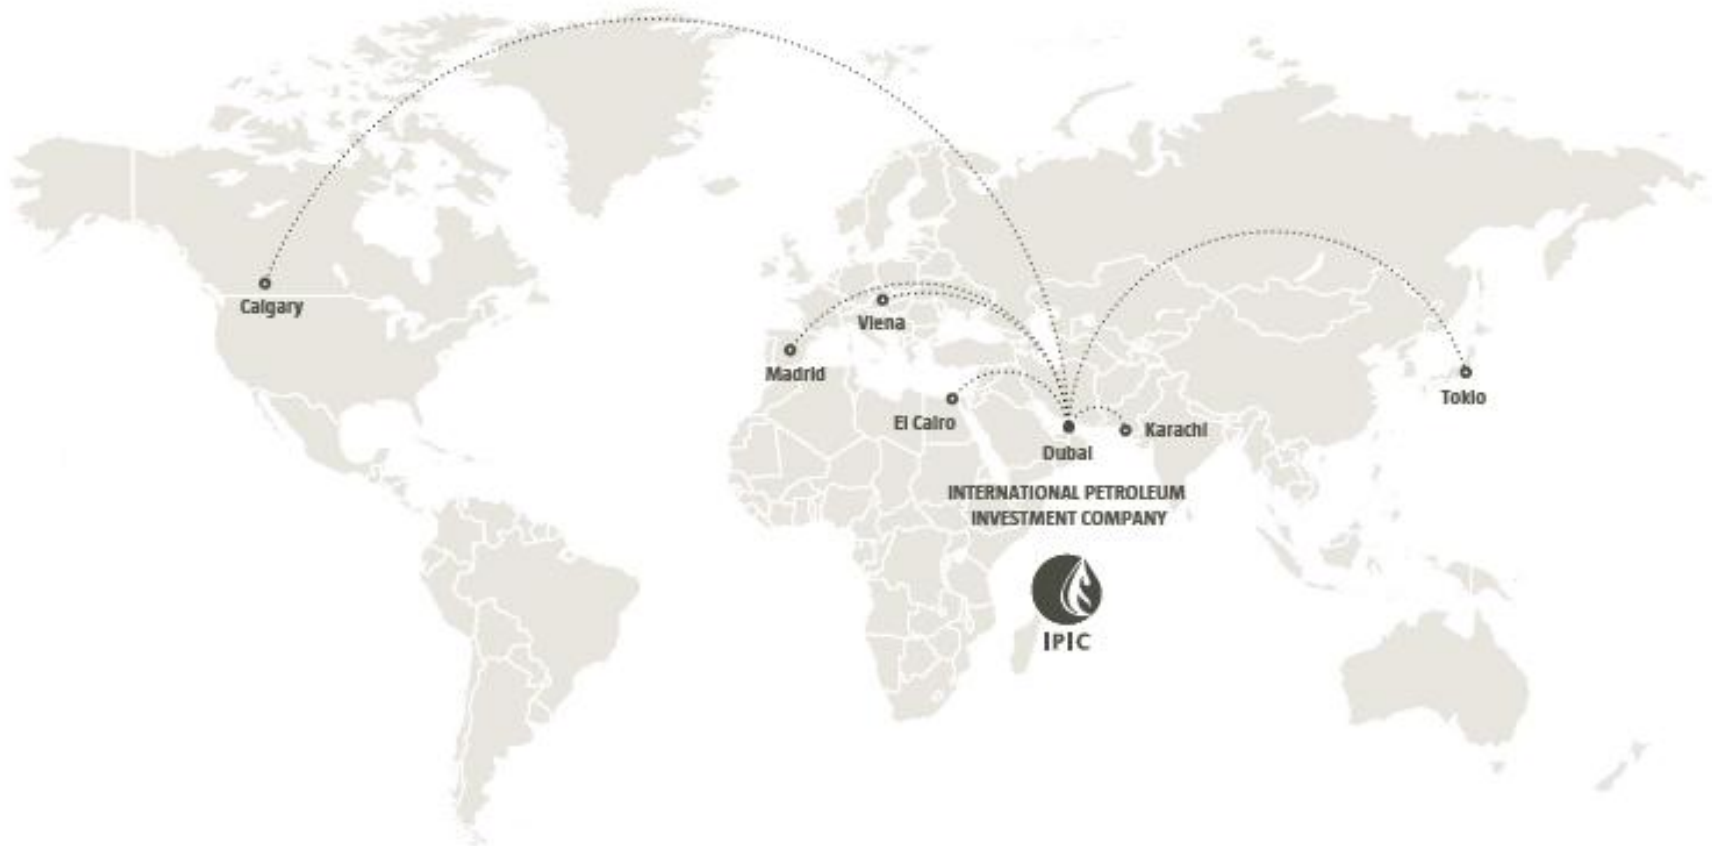 Calgary
Viena
Madrid
El Cairo
Dubai
Karachi
Tokio
INTERNATIONAL PETROLEUM
INVESTMENT COMPANY
IPIC